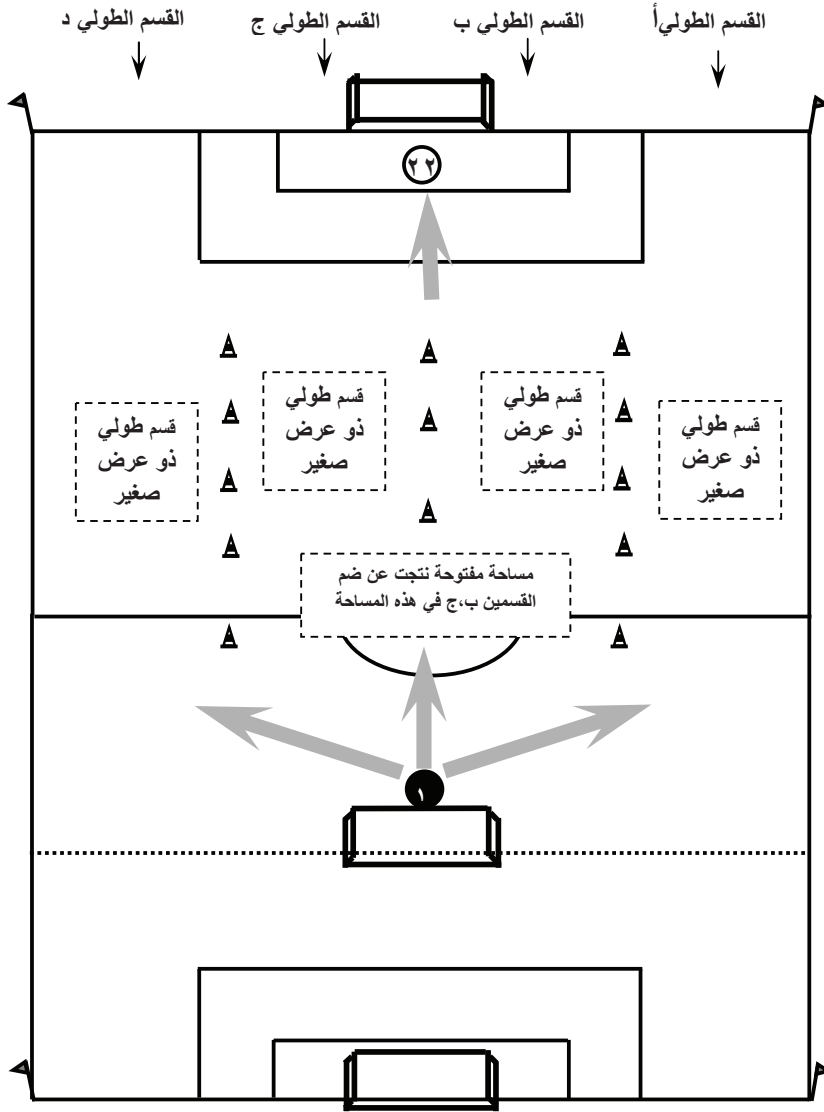 القسم الطولي أ
القسم الطولي ب
القسم الطولي ج
القسم الطولي د
٢٢
قسم طولي
ذو عرض
صغير
قسم طولي
ذو عرض
صغير
قسم طولي
ذو عرض
صغير
قسم طولي
ذو عرض
صغير
مساحة مفتوحة نتجت عن ضم
القسمين ب،ج في هذه المساحة
١